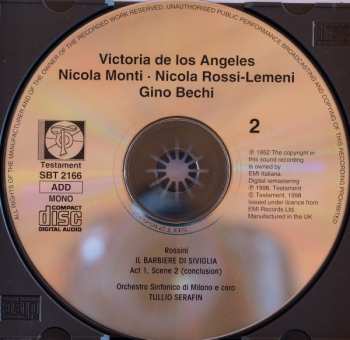 ALL RIGHTS OF THE MANUFACTURER AND OF THE OWNER OF THE RECORDED WORK RESERVED. UNAUTHORISED PUBLIC PERFORMANCE, BROADCASTING AND COPYING OF THIS RECORDING PROHIBITED
Victoria de los Angeles
Nicola Monti · Nicola Rossi-Lemeni
Gino Bechi
2
Testament
SBT 2166
ADD
MONO
COMPACT
disc
DIGITAL AUDIO
℗ 1952 The copyright in
this sound recording
is owned by
EMI Italiana.
Digital remastering
℗ 1998, Testament
© Testament, 1998
Issued under licence from
EMI Records Ltd.
Manufactured in the UK
Rossini
IL BARBIERE DI SIVIGLIA
Act 1, Scene 2 (conclusion)
Orchestra Sinfonica di Milano e coro
TULLIO SERAFIN